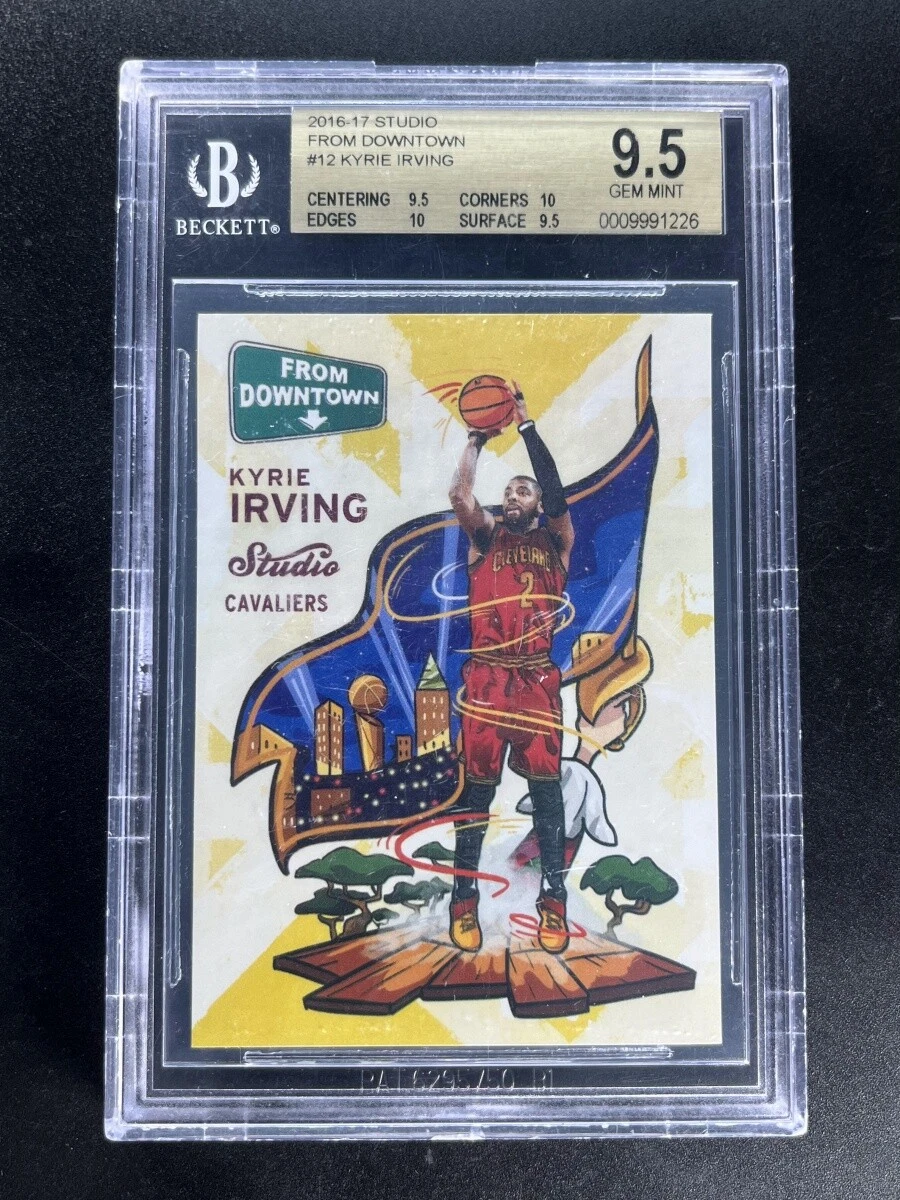 2016-17 STUDIO
FROM DOWNTOWN
#12 KYRIE IRVING
CENTERING 9.5 CORNERS 10
EDGES 10 SURFACE 9.5
9.5
GEM MINT
0009991226
B
BECKETT®
FROM
DOWNTOWN
KYRIE
IRVING
Studio
CAVALIERS
CLEVELAND
2